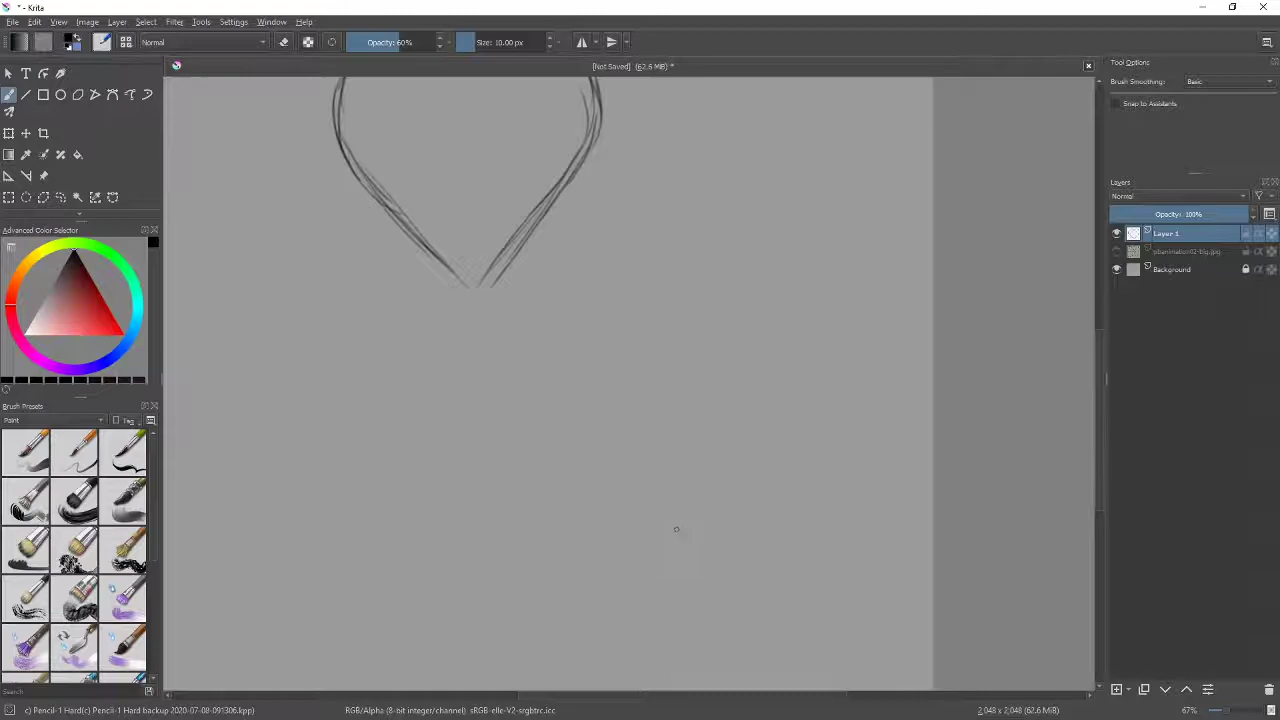 * - Krita
File Edit View Image Layer Select Filter Tools Settings Window Help
Normal Opacity: 60% Size: 10.00 px
[Not Saved] (62.6 MiB) *
Tool Options
Brush Smoothing: Basic
Snap to Assistants
Layers
Normal
Opacity: 100%
Layer 1
Background
Advanced Color Selector
Brush Presets
Paint Tag
Search
c) Pencil-1 Hard(c) Pencil-1 Hard backup 2020-07-08-091306.kpp) RGB/Alpha (8-bit integer/channel) sRGB-elle-V2-srgbtrc.icc 2,048 x 2,048 (62.6 MiB) 67%